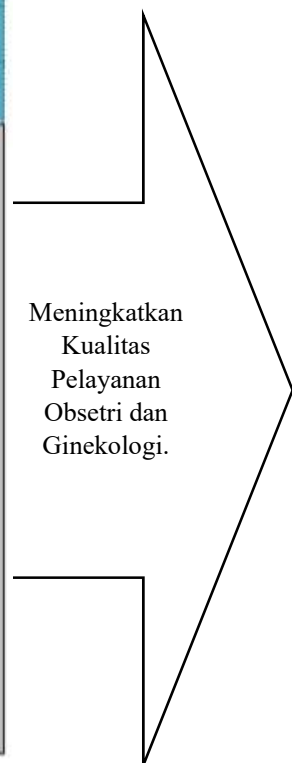 Meningkatkan
Kualitas
Pelayanan
Obsetri dan
Ginekologi.